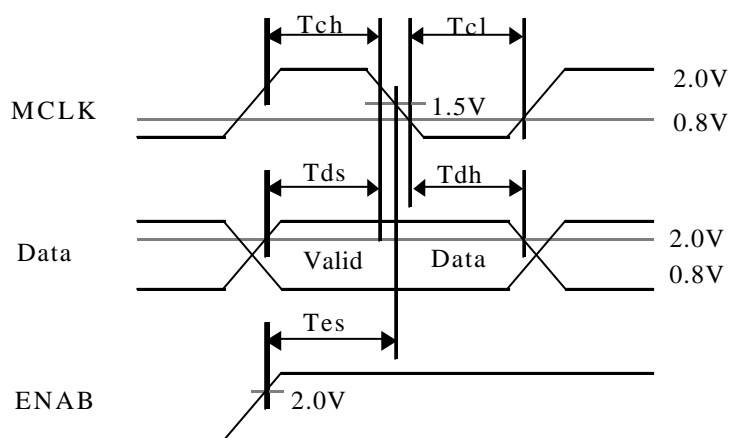 Tch Tcl
MCLK 2.0V
1.5V
0.8V
Tds Tdh
Data Valid Data 2.0V
0.8V
Tes
ENAB 2.0V